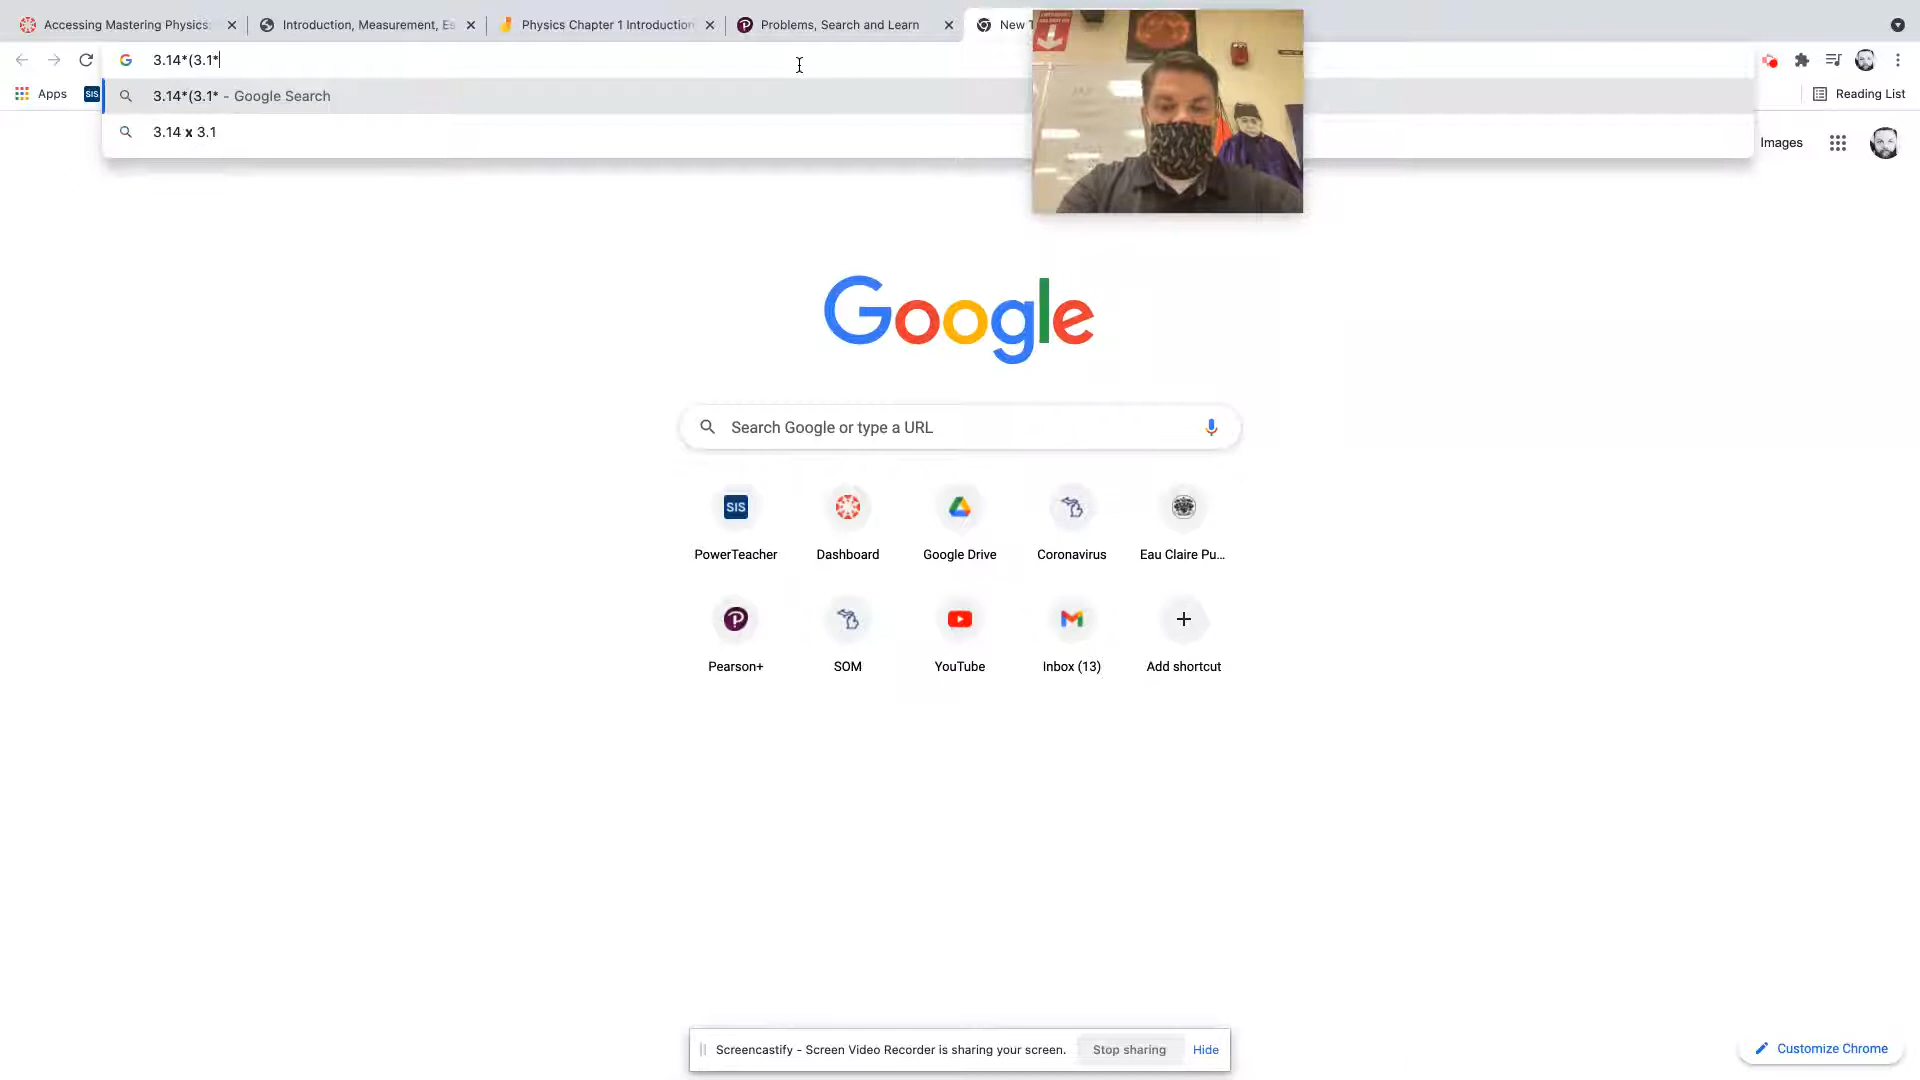 Accessing Mastering Physics:
Introduction, Measurement, Es
Physics Chapter 1 Introduction
Problems, Search and Learn
New T
3.14*(3.1*
3.14*(3.1* - Google Search
3.14 x 3.1
Apps
SIS
Reading List
Images
Google
Search Google or type a URL
SIS
PowerTeacher
Dashboard
Google Drive
Coronavirus
Eau Claire Pu...
Pearson+
SOM
YouTube
Inbox (13)
Add shortcut
Screencastify - Screen Video Recorder is sharing your screen.
Stop sharing
Hide
Customize Chrome